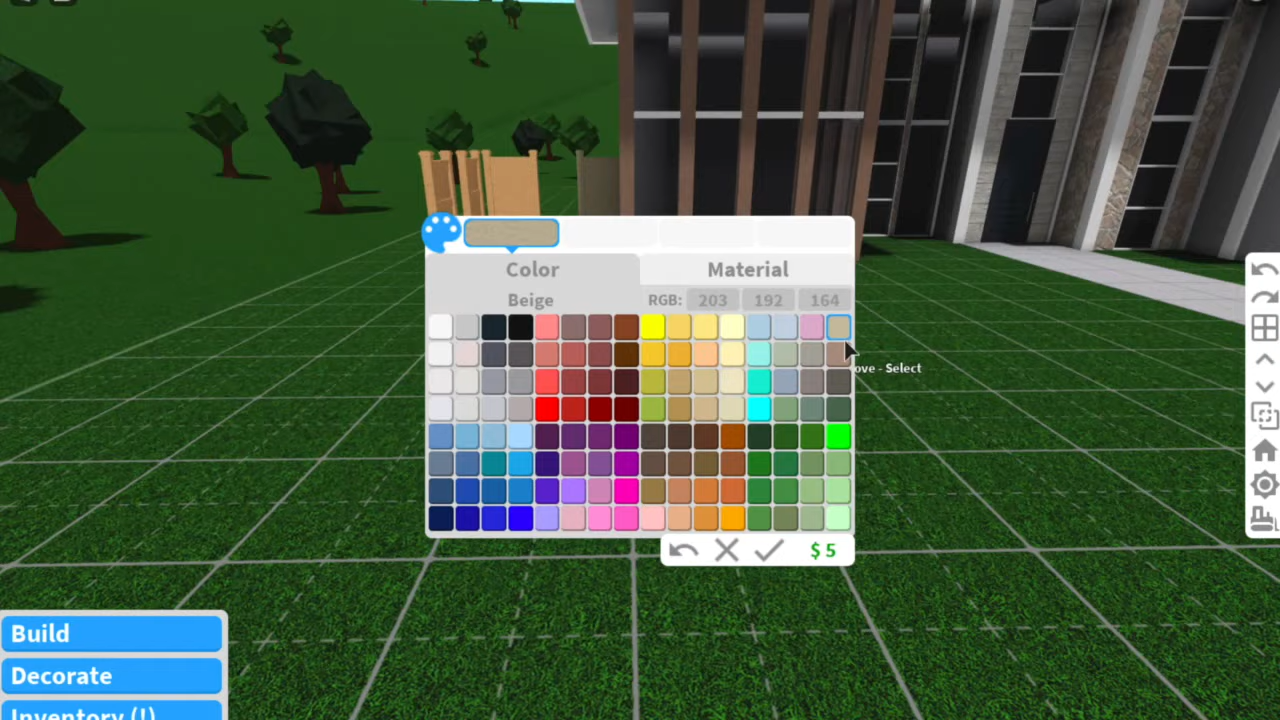 Color
Material
Beige
RGB: 203 192 164
ove - Select
$ 5
Build
Decorate
Inventory (!)